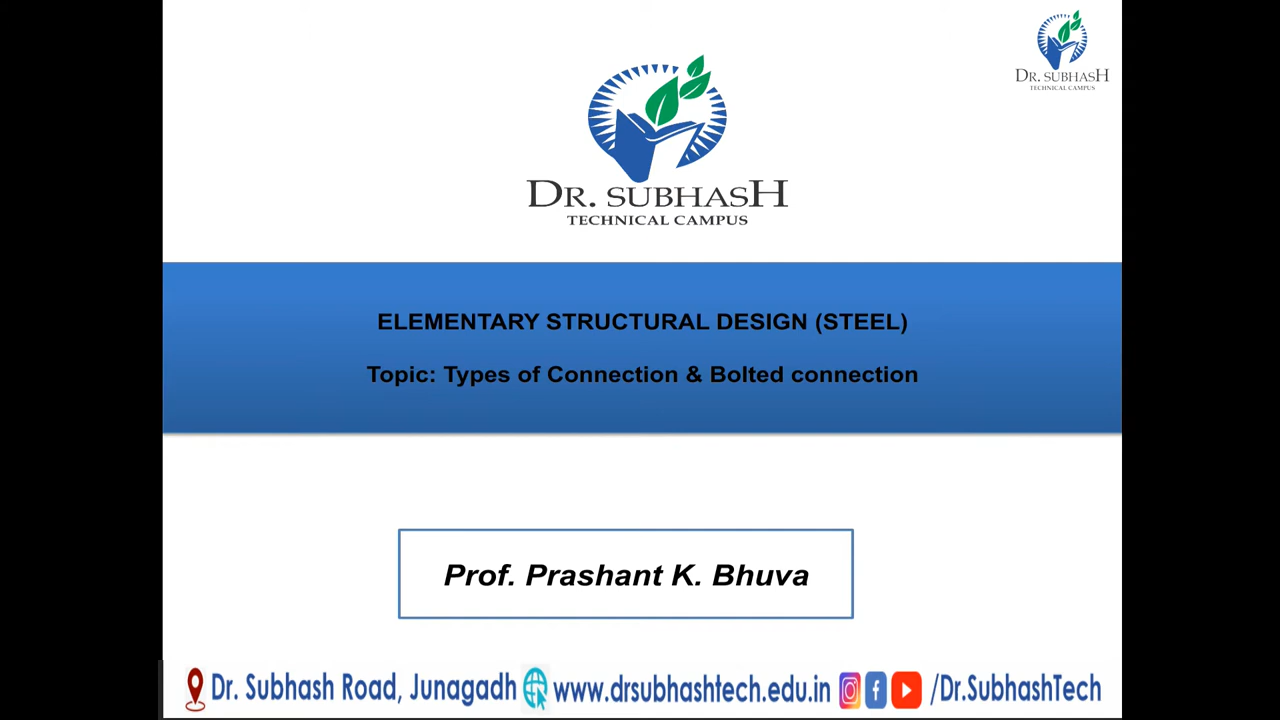 DR. SUBHASH
TECHNICAL CAMPUS
DR. SUBHASH
TECHNICAL CAMPUS
ELEMENTARY STRUCTURAL DESIGN (STEEL)
Topic: Types of Connection & Bolted connection
Prof. Prashant K. Bhuva
Dr. Subhash Road, Junagadh www.drsubhashtech.edu.in /Dr.SubhashTech